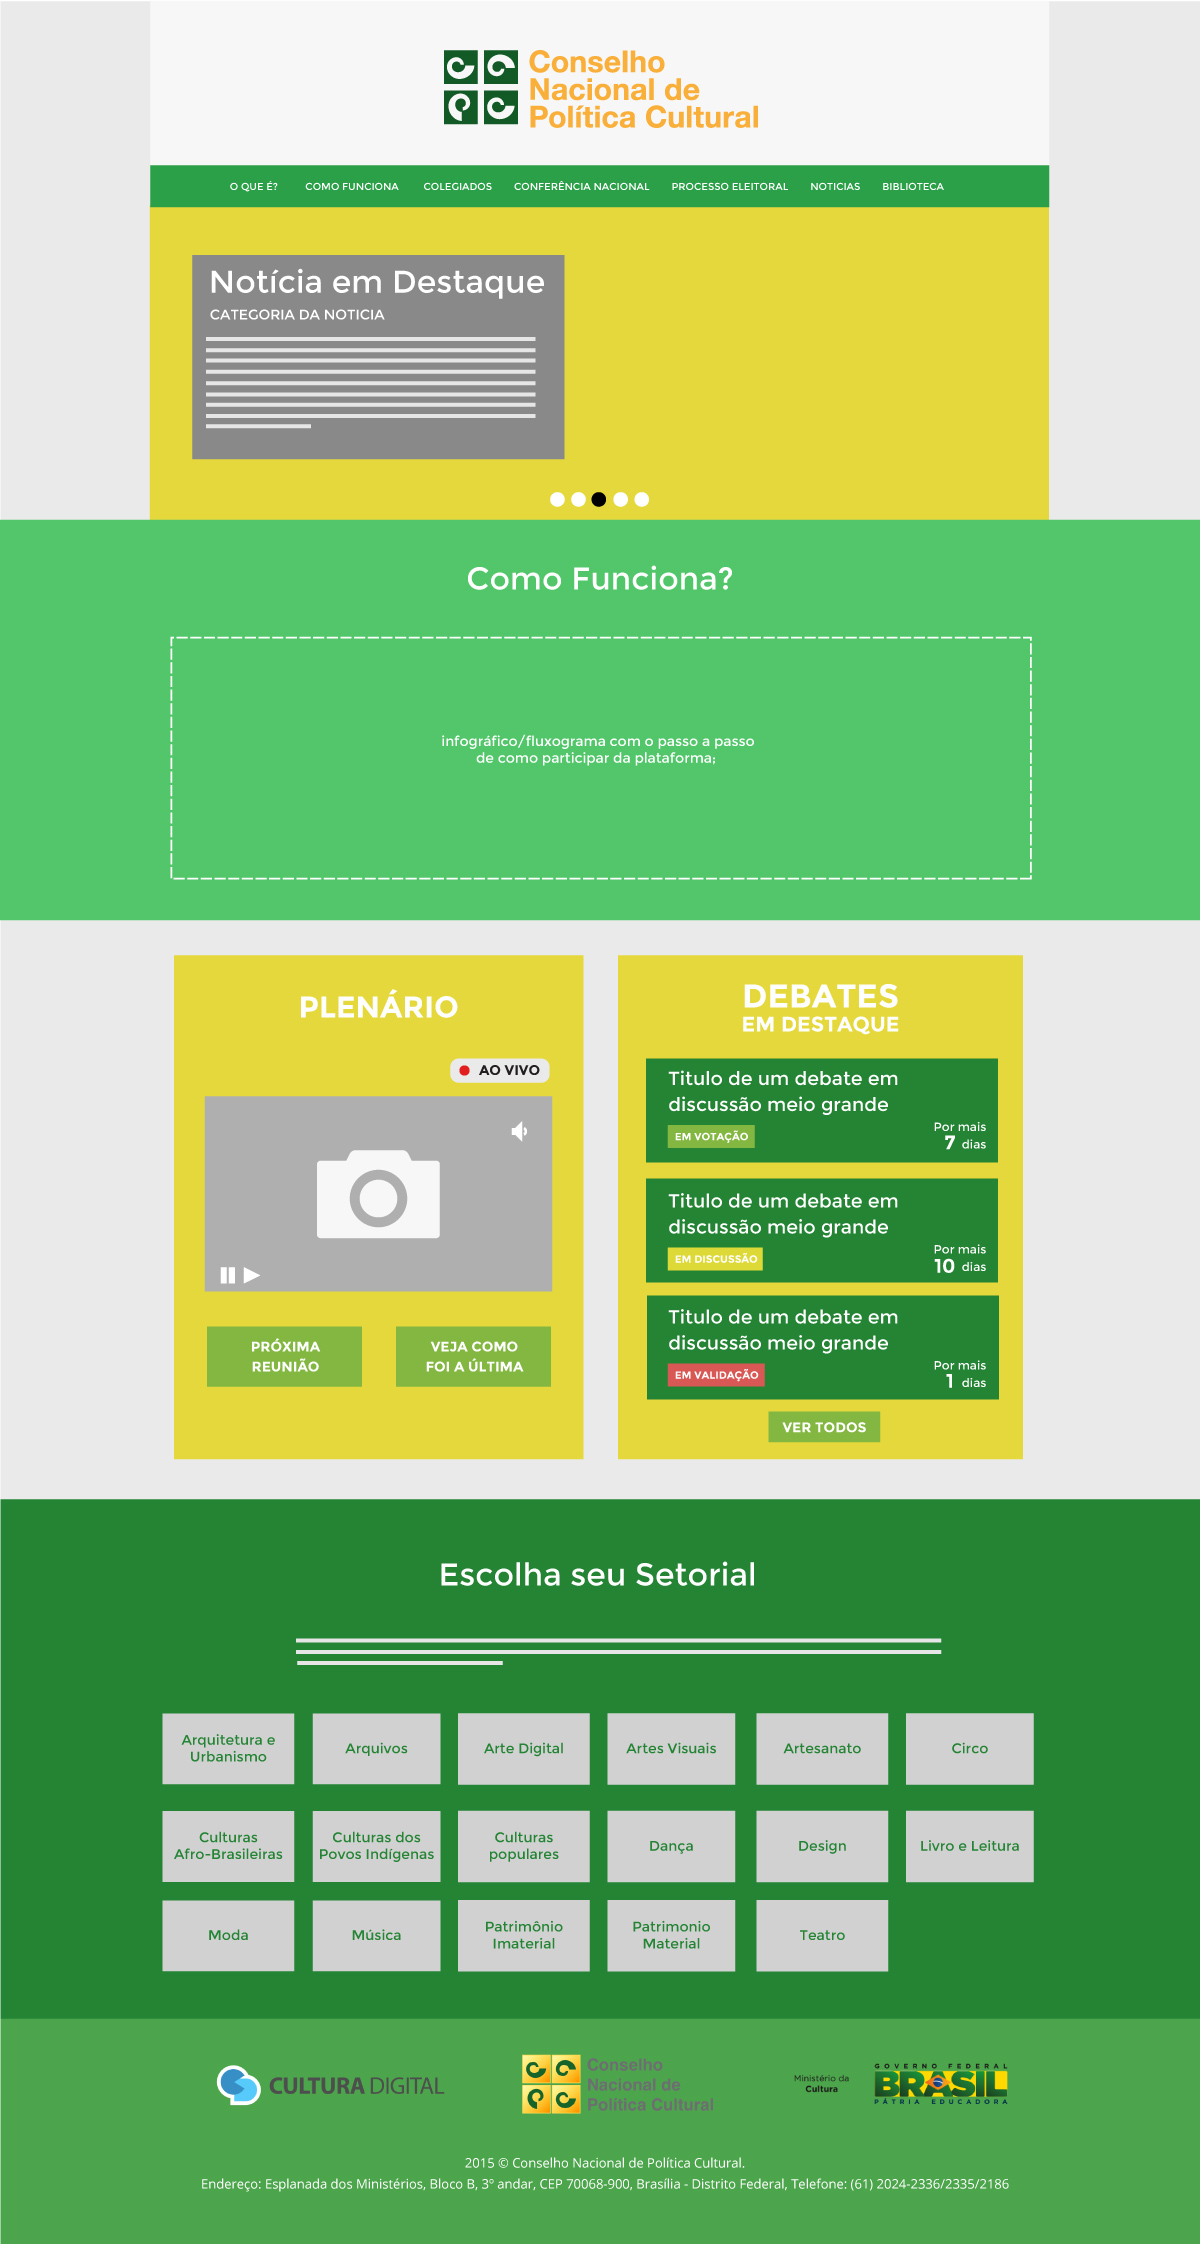 Conselho
Nacional de
Política Cultural
O QUE É?
COMO FUNCIONA
COLEGIADOS
CONFERÊNCIA NACIONAL
PROCESSO ELEITORAL
NOTICIAS
BIBLIOTECA
Notícia em Destaque
CATEGORIA DA NOTICIA
Como Funciona?
infográfico/fluxograma com o passo a passo
de como participar da plataforma;
PLENÁRIO
AO VIVO
PRÓXIMA
REUNIÃO
VEJA COMO
FOI A ÚLTIMA
DEBATES
EM DESTAQUE
Titulo de um debate em
discussão meio grande
EM VOTAÇÃO
Por mais
7 dias
Titulo de um debate em
discussão meio grande
EM DISCUSSÃO
Por mais
10 dias
Titulo de um debate em
discussão meio grande
EM VALIDAÇÃO
Por mais
1 dias
VER TODOS
Escolha seu Setorial
Arquitetura e
Urbanismo
Arquivos
Arte Digital
Artes Visuais
Artesanato
Circo
Culturas
Afro-Brasileiras
Culturas dos
Povos Indígenas
Culturas
populares
Dança
Design
Livro e Leitura
Moda
Música
Patrimônio
Imaterial
Patrimonio
Material
Teatro
CULTURA DIGITAL
Conselho
Nacional de
Política Cultural
Ministério da
Cultura
GOVERNO FEDERAL
BRASIL
PÁTRIA EDUCADORA
2015 © Conselho Nacional de Política Cultural.
Endereço: Esplanada dos Ministérios, Bloco B, 3º andar, CEP 70068-900, Brasília - Distrito Federal, Telefone: (61) 2024-2336/2335/2186